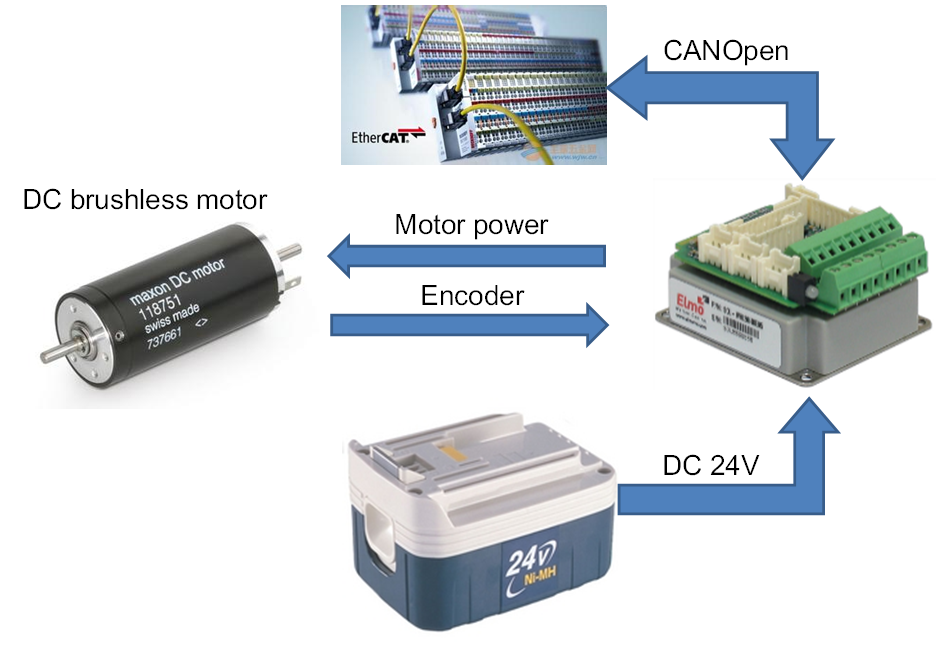 CANOpen
EtherCAT
DC brushless motor
Motor power
maxon DC motor
118751
swiss made
737661 <>
Encoder
Elmo
DC 24V
24V
Ni-MH